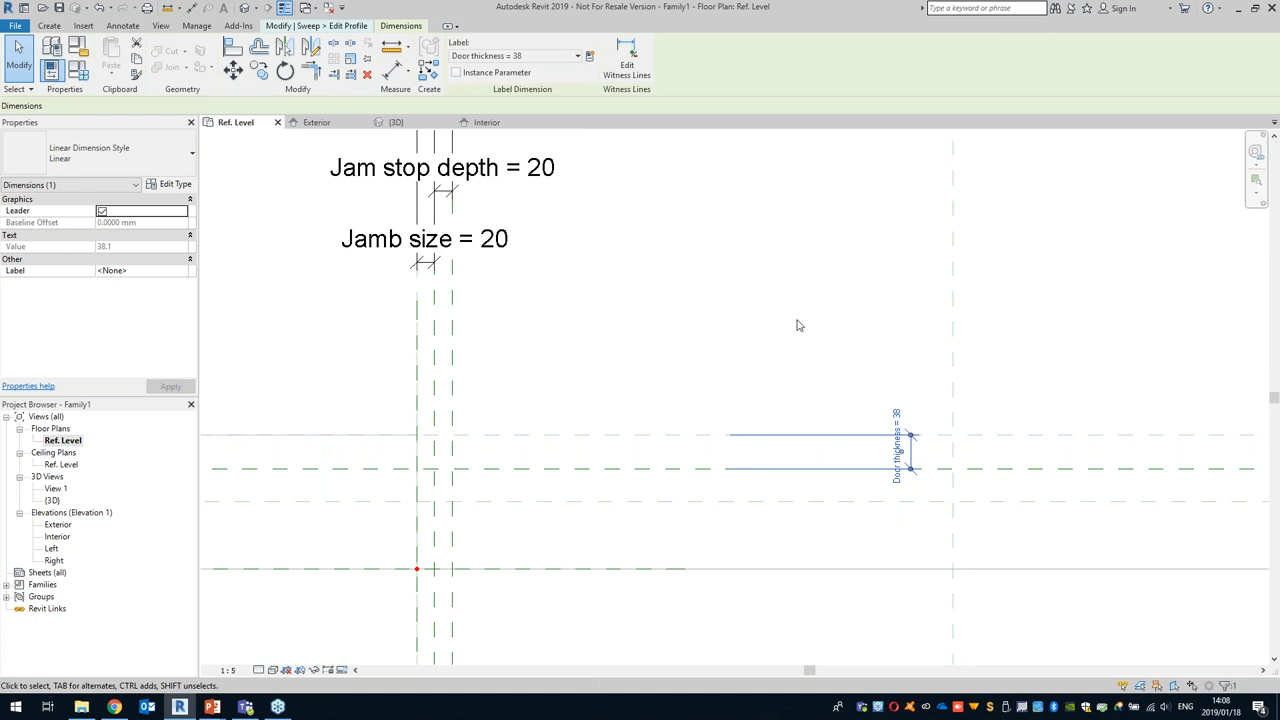 Autodesk Revit 2019 - Not For Resale Version - Family1 - Floor Plan: Ref. Level
Type a keyword or phrase
Sign In
File
Create
Insert
Annotate
View
Manage
Add-Ins
Modify | Sweep > Edit Profile
Dimensions
Modify
Select
Properties
Paste
Clipboard
Cut
Join
Geometry
Modify
Measure
Create
Label:
Door thickness = 38
Instance Parameter
Label Dimension
Edit
Witness Lines
Witness Lines
Dimensions
Properties
Linear Dimension Style
Linear
Dimensions (1)
Edit Type
Graphics
Leader
Baseline Offset
0.0000 mm
Text
Value
38.1
Other
Label
<None>
Properties help
Apply
Project Browser - Family1
Views (all)
Floor Plans
Ref. Level
Ceiling Plans
Ref. Level
3D Views
View 1
{3D}
Elevations (Elevation 1)
Exterior
Interior
Left
Right
Sheets (all)
Families
Groups
Revit Links
Ref. Level
Exterior
{3D}
Interior
Jam stop depth = 20
Jamb size = 20
Door thickness = 38
1 : 5
Click to select, TAB for alternates, CTRL adds, SHIFT unselects.
:1
14:08
2019/01/18